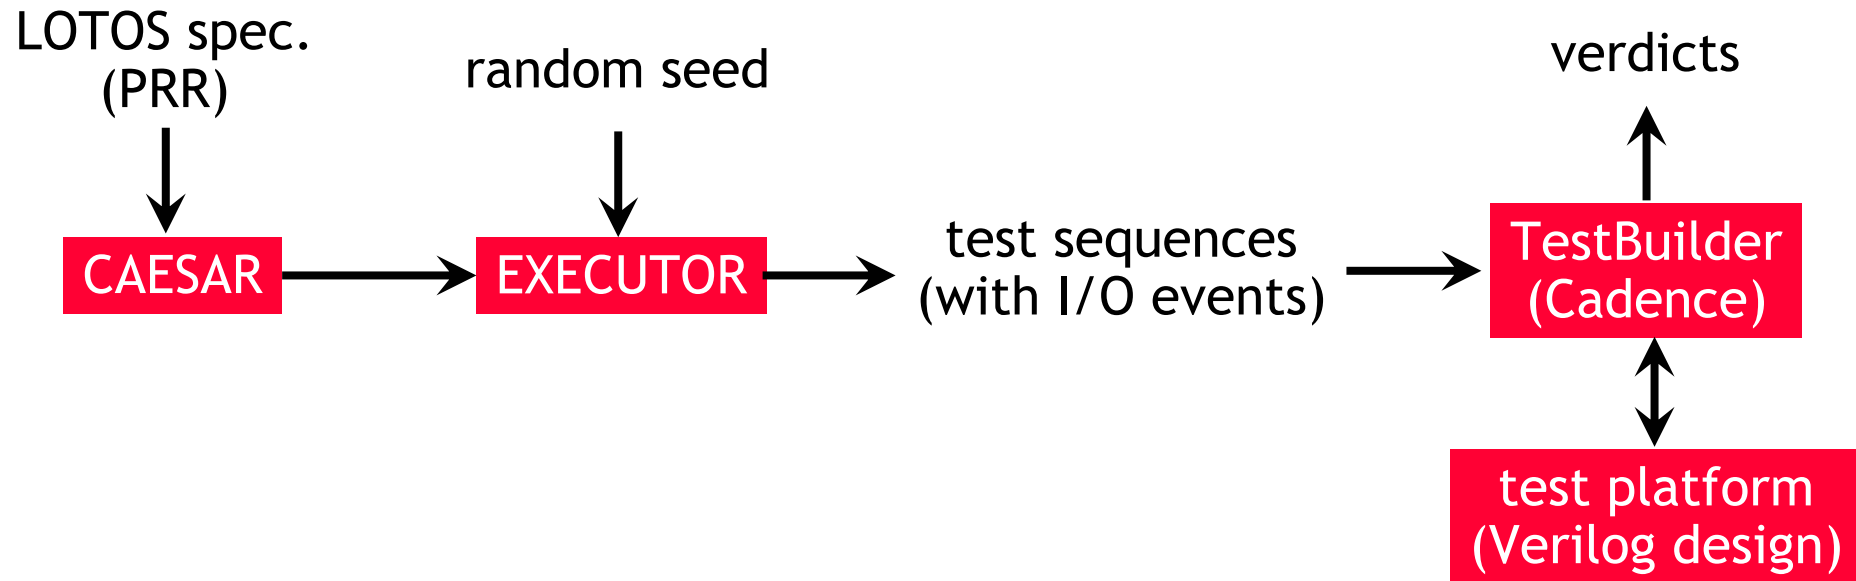 LOTOS spec.
(PRR)
random seed
verdicts
CAESAR
EXECUTOR
test sequences
(with I/O events)
TestBuilder
(Cadence)
test platform
(Verilog design)